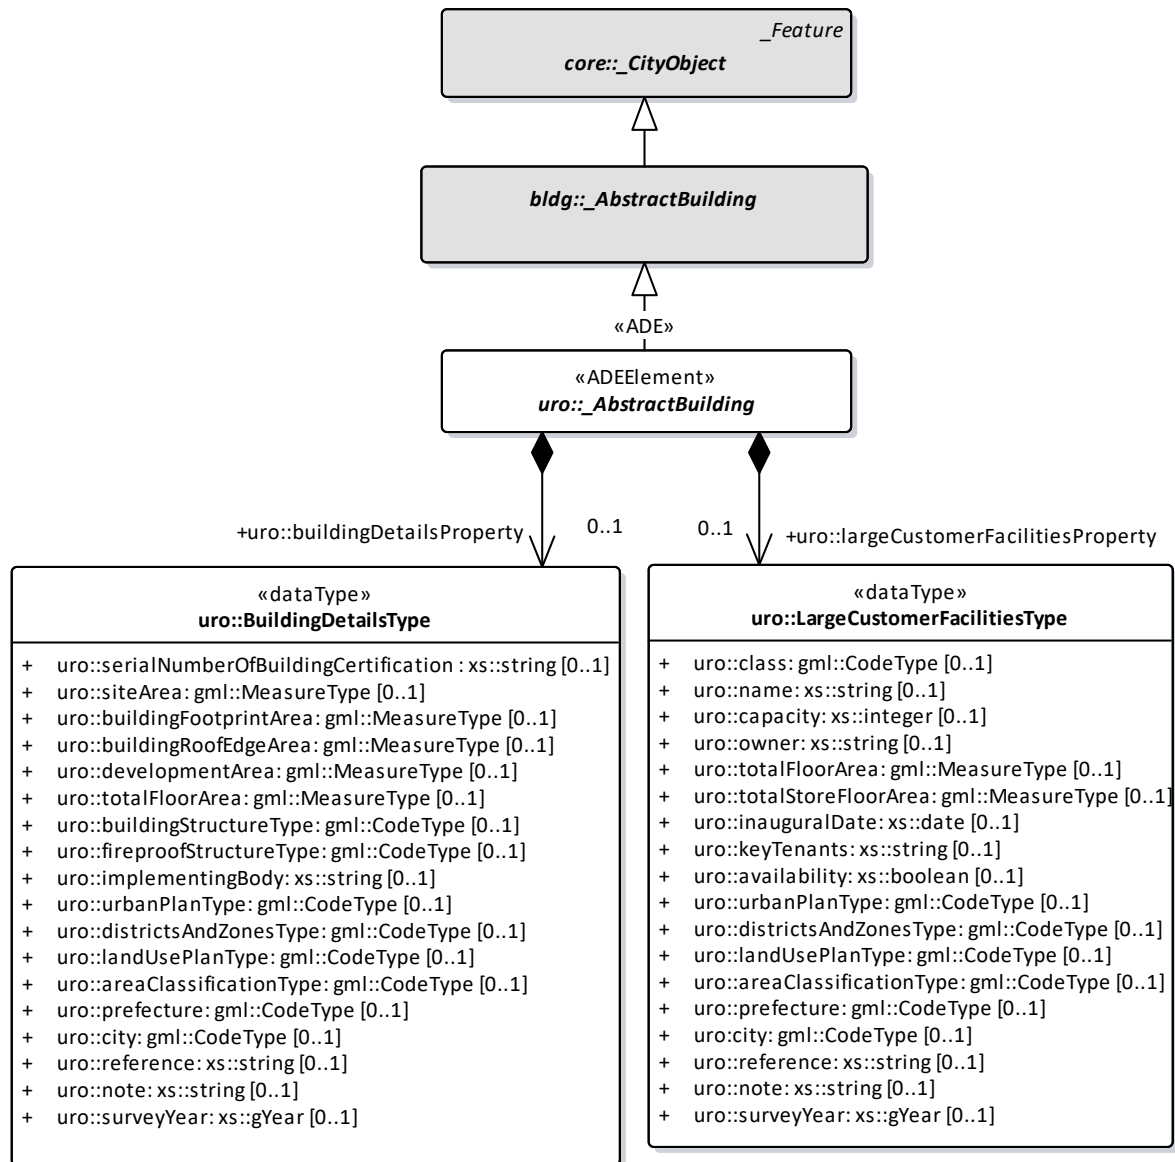 _Feature
core::_CityObject
bldg::_AbstractBuilding
«ADE»
«ADEElement»
uro::_AbstractBuilding
+uro::buildingDetailsProperty
0..1
0..1
+uro::largeCustomerFacilitiesProperty
«dataType»
uro::BuildingDetailsType
+ uro::serialNumberOfBuildingCertification : xs::string [0..1]
+ uro::siteArea: gml::MeasureType [0..1]
+ uro::buildingFootprintArea: gml::MeasureType [0..1]
+ uro::buildingRoofEdgeArea: gml::MeasureType [0..1]
+ uro::developmentArea: gml::MeasureType [0..1]
+ uro::totalFloorArea: gml::MeasureType [0..1]
+ uro::buildingStructureType: gml::CodeType [0..1]
+ uro::fireproofStructureType: gml::CodeType [0..1]
+ uro::implementingBody: xs::string [0..1]
+ uro::urbanPlanType: gml::CodeType [0..1]
+ uro::districtsAndZonesType: gml::CodeType [0..1]
+ uro::landUsePlanType: gml::CodeType [0..1]
+ uro::areaClassificationType: gml::CodeType [0..1]
+ uro::prefecture: gml::CodeType [0..1]
+ uro::city: gml::CodeType [0..1]
+ uro::reference: xs::string [0..1]
+ uro::note: xs::string [0..1]
+ uro::surveyYear: xs::gYear [0..1]
«dataType»
uro::LargeCustomerFacilitiesType
+ uro::class: gml::CodeType [0..1]
+ uro::name: xs::string [0..1]
+ uro::capacity: xs::integer [0..1]
+ uro::owner: xs::string [0..1]
+ uro::totalFloorArea: gml::MeasureType [0..1]
+ uro::totalStoreFloorArea: gml::MeasureType [0..1]
+ uro::inauguralDate: xs::date [0..1]
+ uro::keyTenants: xs::string [0..1]
+ uro::availability: xs::boolean [0..1]
+ uro::urbanPlanType: gml::CodeType [0..1]
+ uro::districtsAndZonesType: gml::CodeType [0..1]
+ uro::landUsePlanType: gml::CodeType [0..1]
+ uro::areaClassificationType: gml::CodeType [0..1]
+ uro::prefecture: gml::CodeType [0..1]
+ uro:city: gml::CodeType [0..1]
+ uro::reference: xs::string [0..1]
+ uro::note: xs::string [0..1]
+ uro::surveyYear: xs::gYear [0..1]